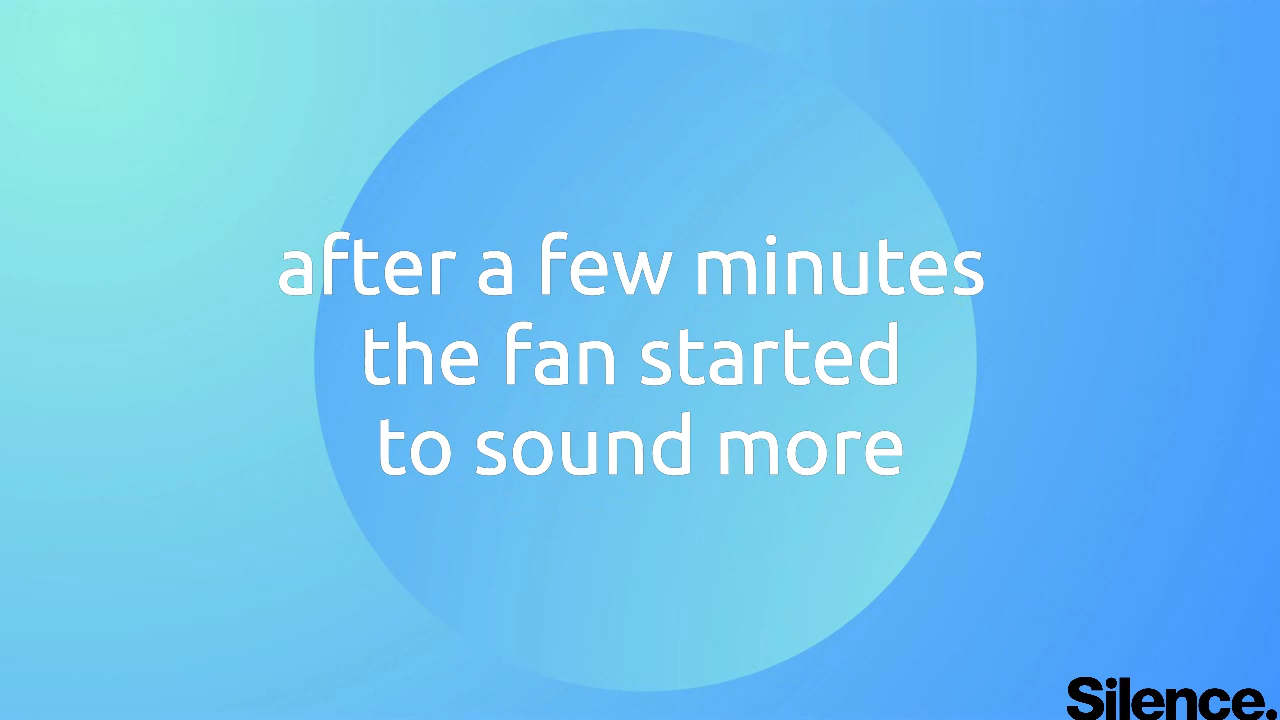 after a few minutes
the fan started
to sound more
Silence.